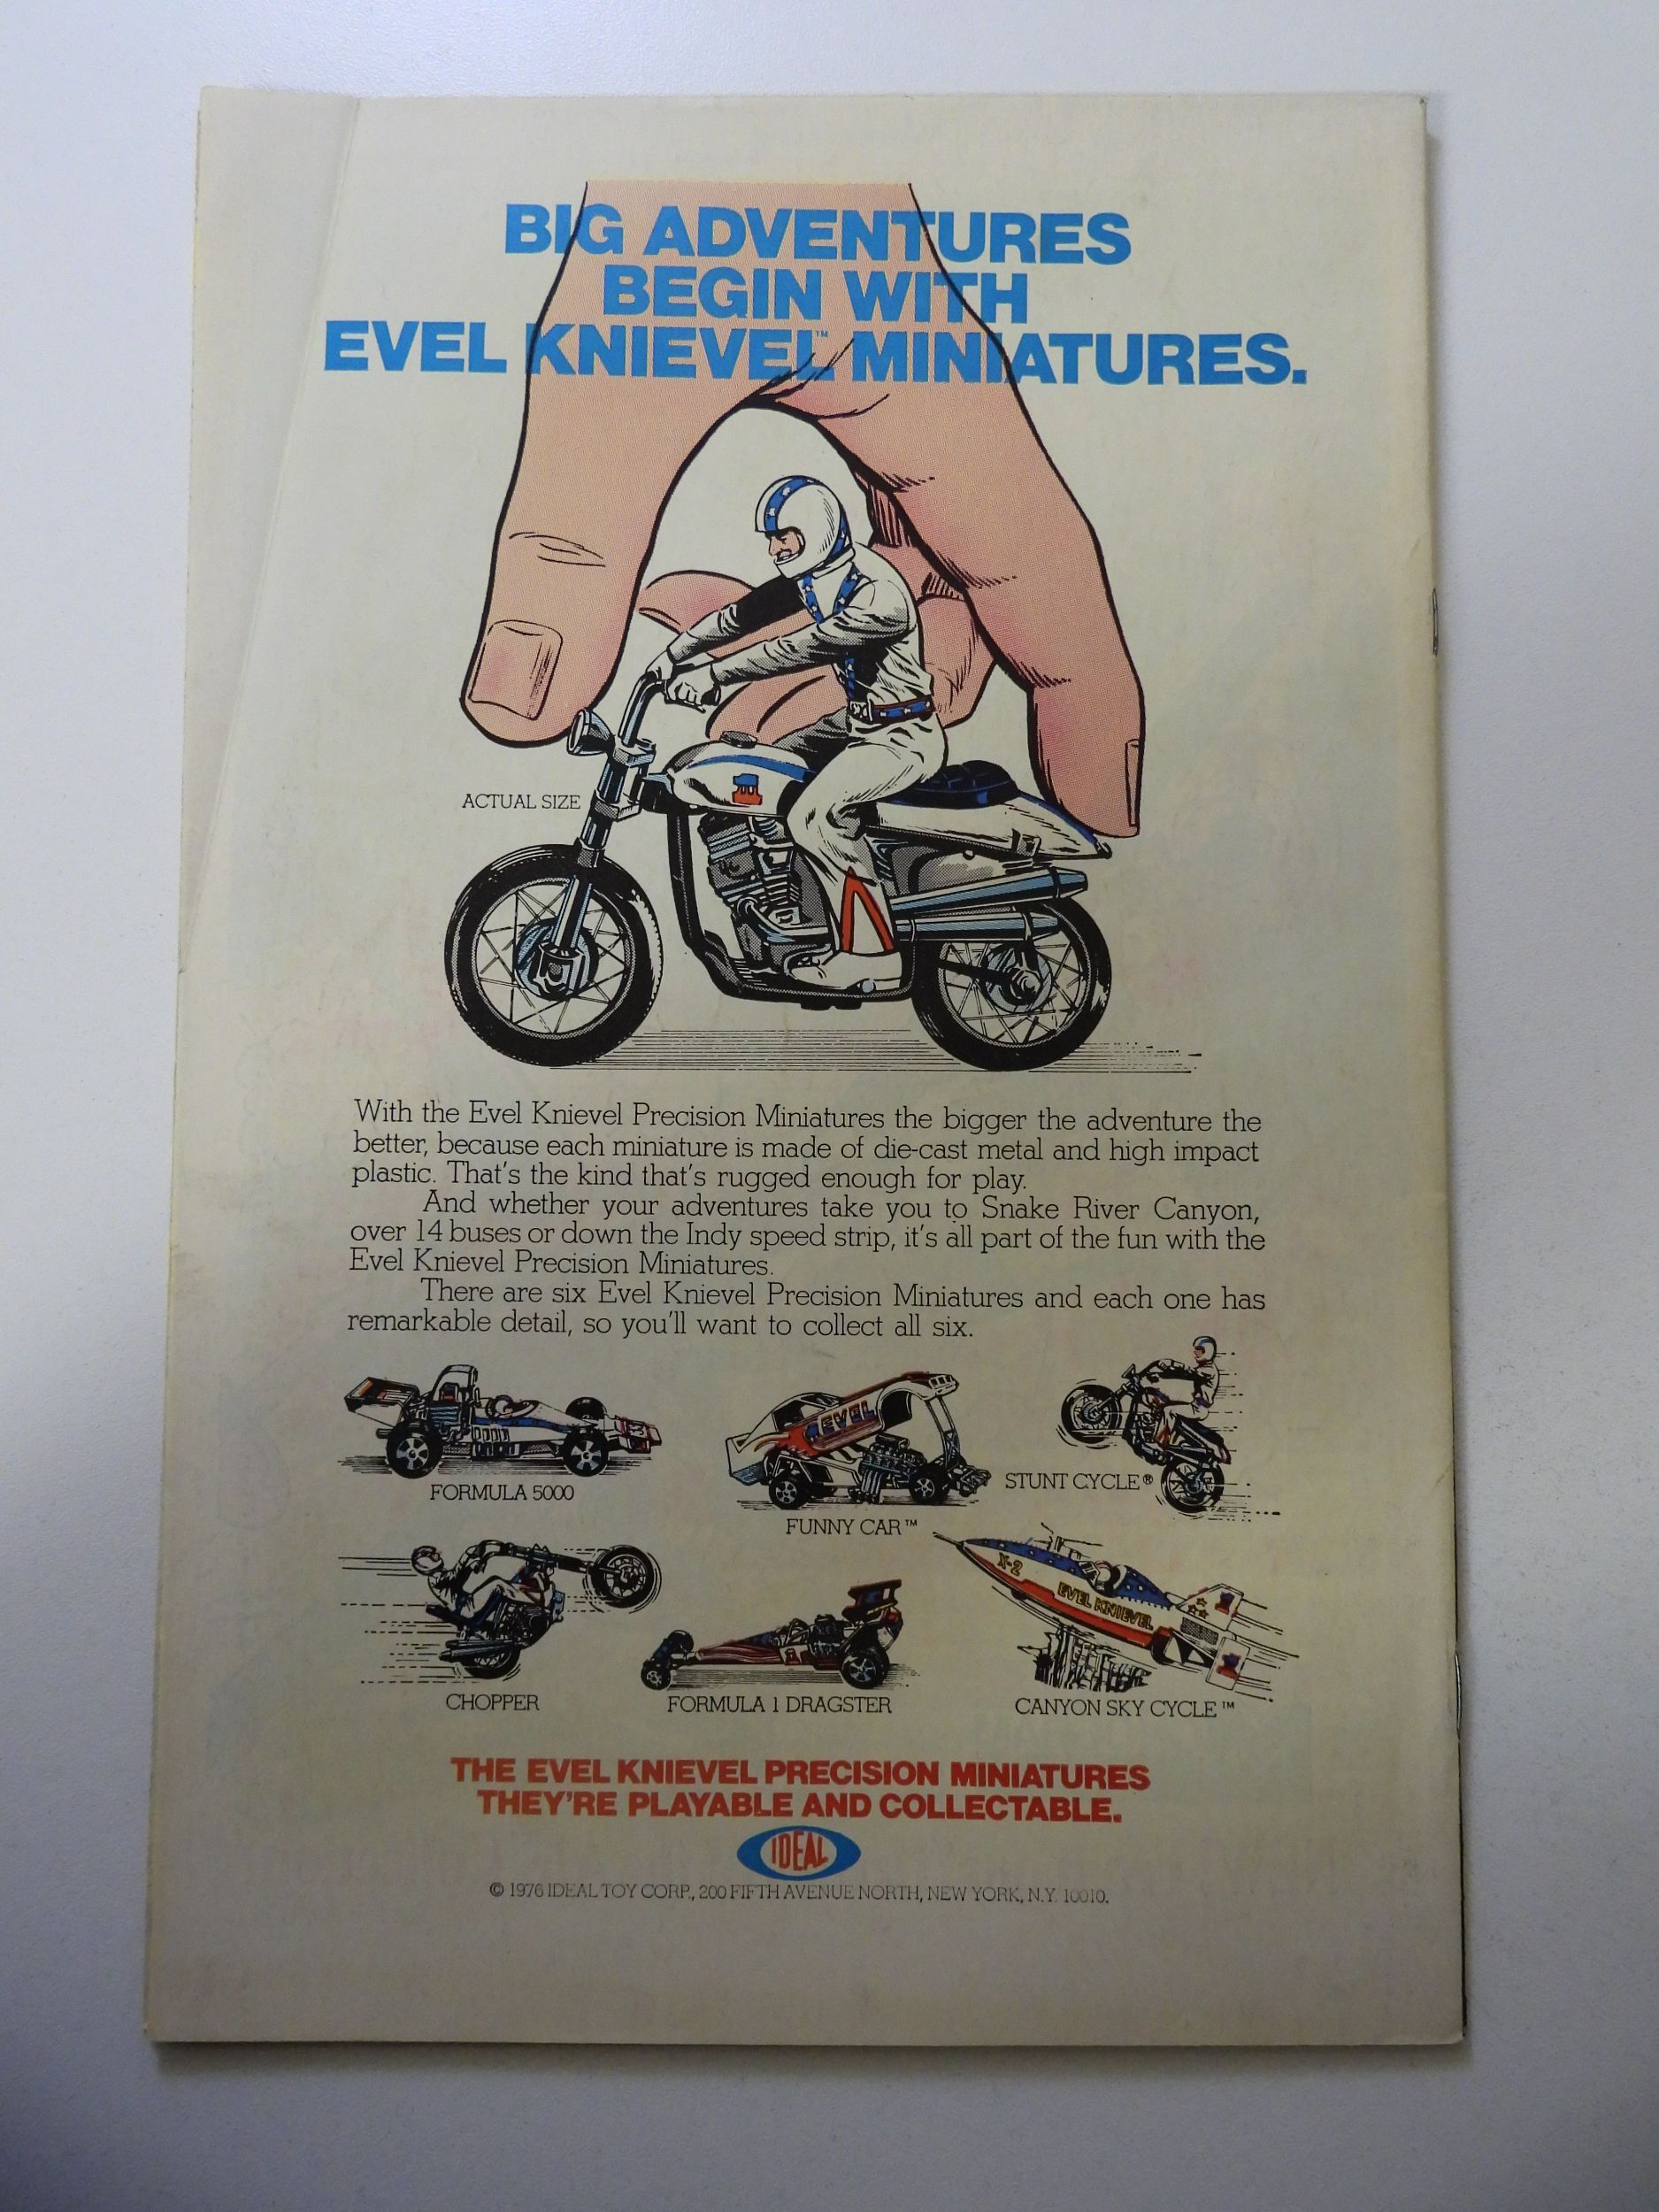 BIG ADVENTURES
BEGIN WITH
EVEL KNIEVEL™ MINIATURES.
ACTUAL SIZE
1
With the Evel Knievel Precision Miniatures the bigger the adventure the
better, because each miniature is made of die-cast metal and high impact
plastic. That's the kind that's rugged enough for play.
And whether your adventures take you to Snake River Canyon,
over 14 buses or down the Indy speed strip, it's all part of the fun with the
Evel Knievel Precision Miniatures.
There are six Evel Knievel Precision Miniatures and each one has
remarkable detail, so you'll want to collect all six.
FORMULA 5000
EVEL
FUNNY CAR™
STUNT CYCLE®
CHOPPER
FORMULA 1 DRAGSTER
X-2
EVEL KNIEVEL
CANYON SKY CYCLE™
THE EVEL KNIEVEL PRECISION MINIATURES
THEY'RE PLAYABLE AND COLLECTABLE.
IDEAL
© 1976 IDEAL TOY CORP., 200 FIFTH AVENUE NORTH, NEW YORK, N.Y. 10010.